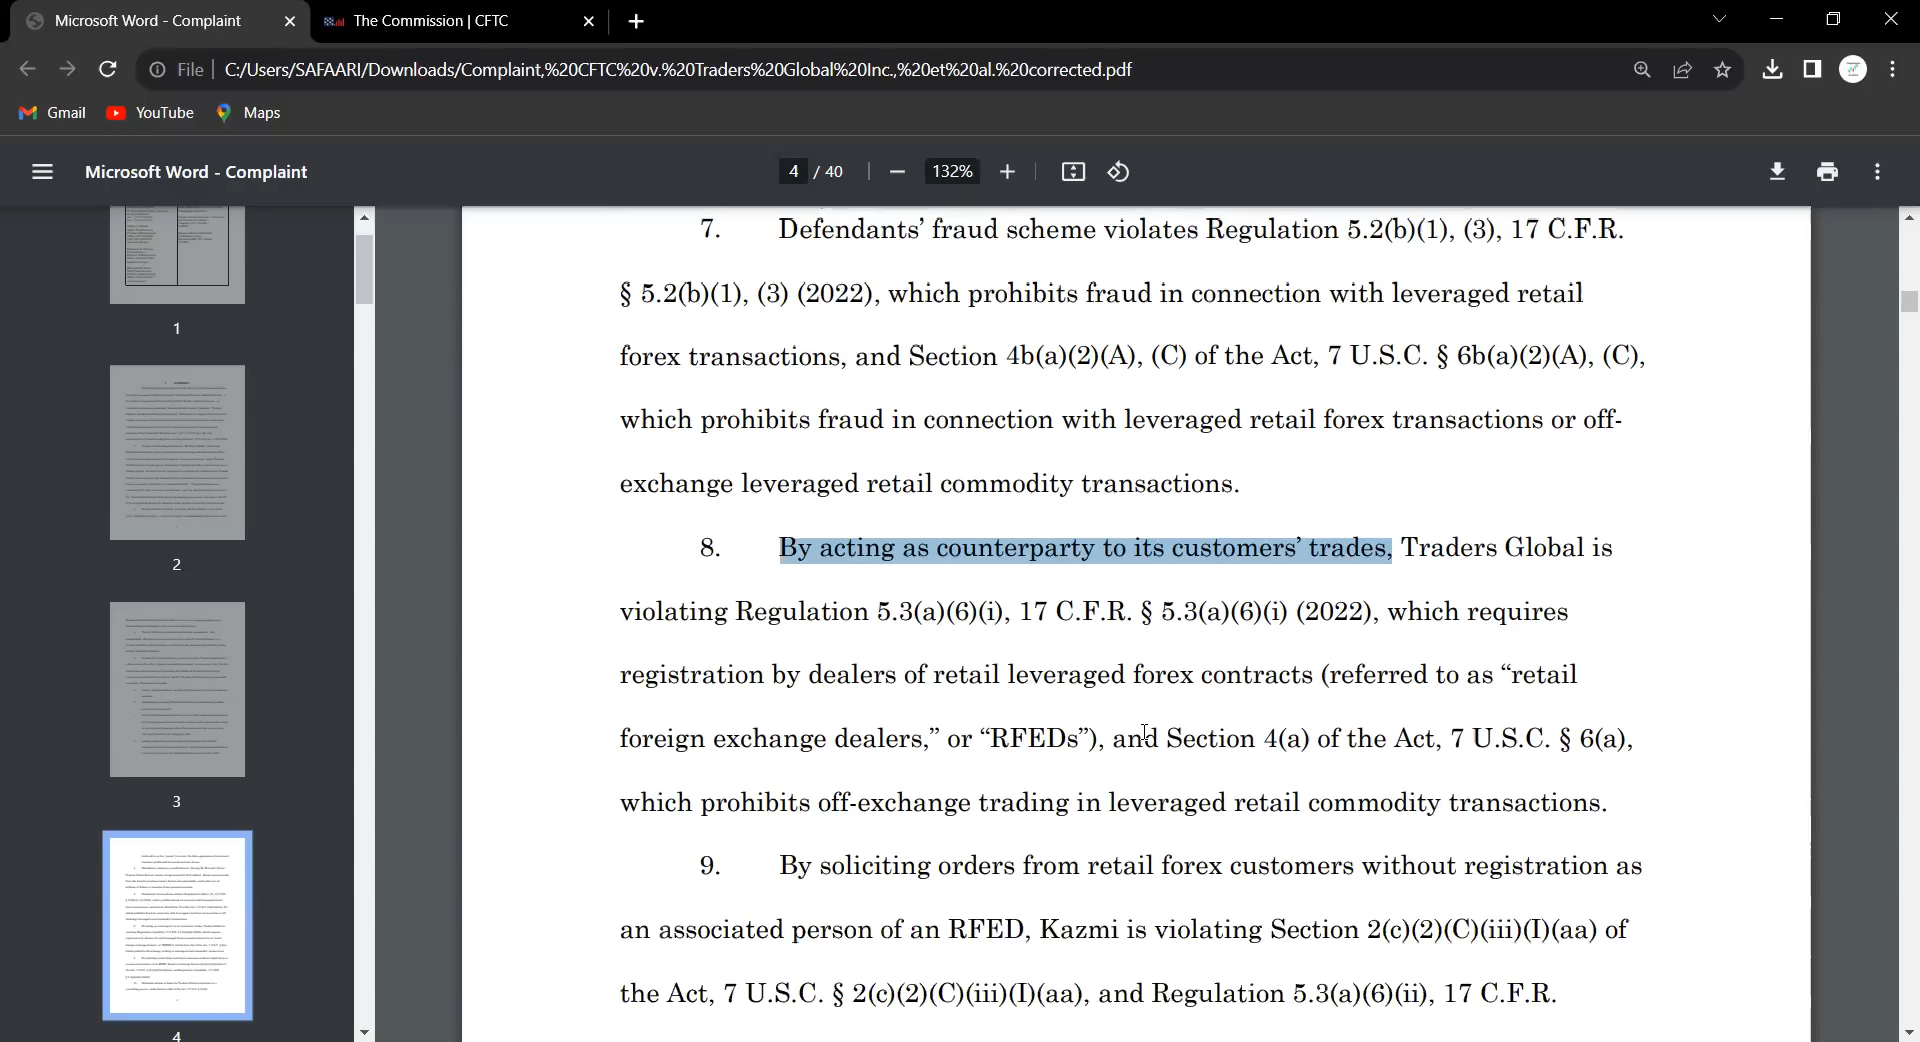 Microsoft Word - Complaint
The Commission | CFTC
File
C:/Users/SAFAARI/Downloads/Complaint,%20CFTC%20v.%20Traders%20Global%20Inc.,%20et%20al.%20corrected.pdf
Gmail
YouTube
Maps
Microsoft Word - Complaint
4 / 40
132%
1
2
3
4
7. Defendants’ fraud scheme violates Regulation 5.2(b)(1), (3), 17 C.F.R.
§ 5.2(b)(1), (3) (2022), which prohibits fraud in connection with leveraged retail
forex transactions, and Section 4b(a)(2)(A), (C) of the Act, 7 U.S.C. § 6b(a)(2)(A), (C),
which prohibits fraud in connection with leveraged retail forex transactions or off-
exchange leveraged retail commodity transactions.
8. By acting as counterparty to its customers’ trades, Traders Global is
violating Regulation 5.3(a)(6)(i), 17 C.F.R. § 5.3(a)(6)(i) (2022), which requires
registration by dealers of retail leveraged forex contracts (referred to as “retail
foreign exchange dealers,” or “RFEDs”), and Section 4(a) of the Act, 7 U.S.C. § 6(a),
which prohibits off-exchange trading in leveraged retail commodity transactions.
9. By soliciting orders from retail forex customers without registration as
an associated person of an RFED, Kazmi is violating Section 2(c)(2)(C)(iii)(I)(aa) of
the Act, 7 U.S.C. § 2(c)(2)(C)(iii)(I)(aa), and Regulation 5.3(a)(6)(ii), 17 C.F.R.